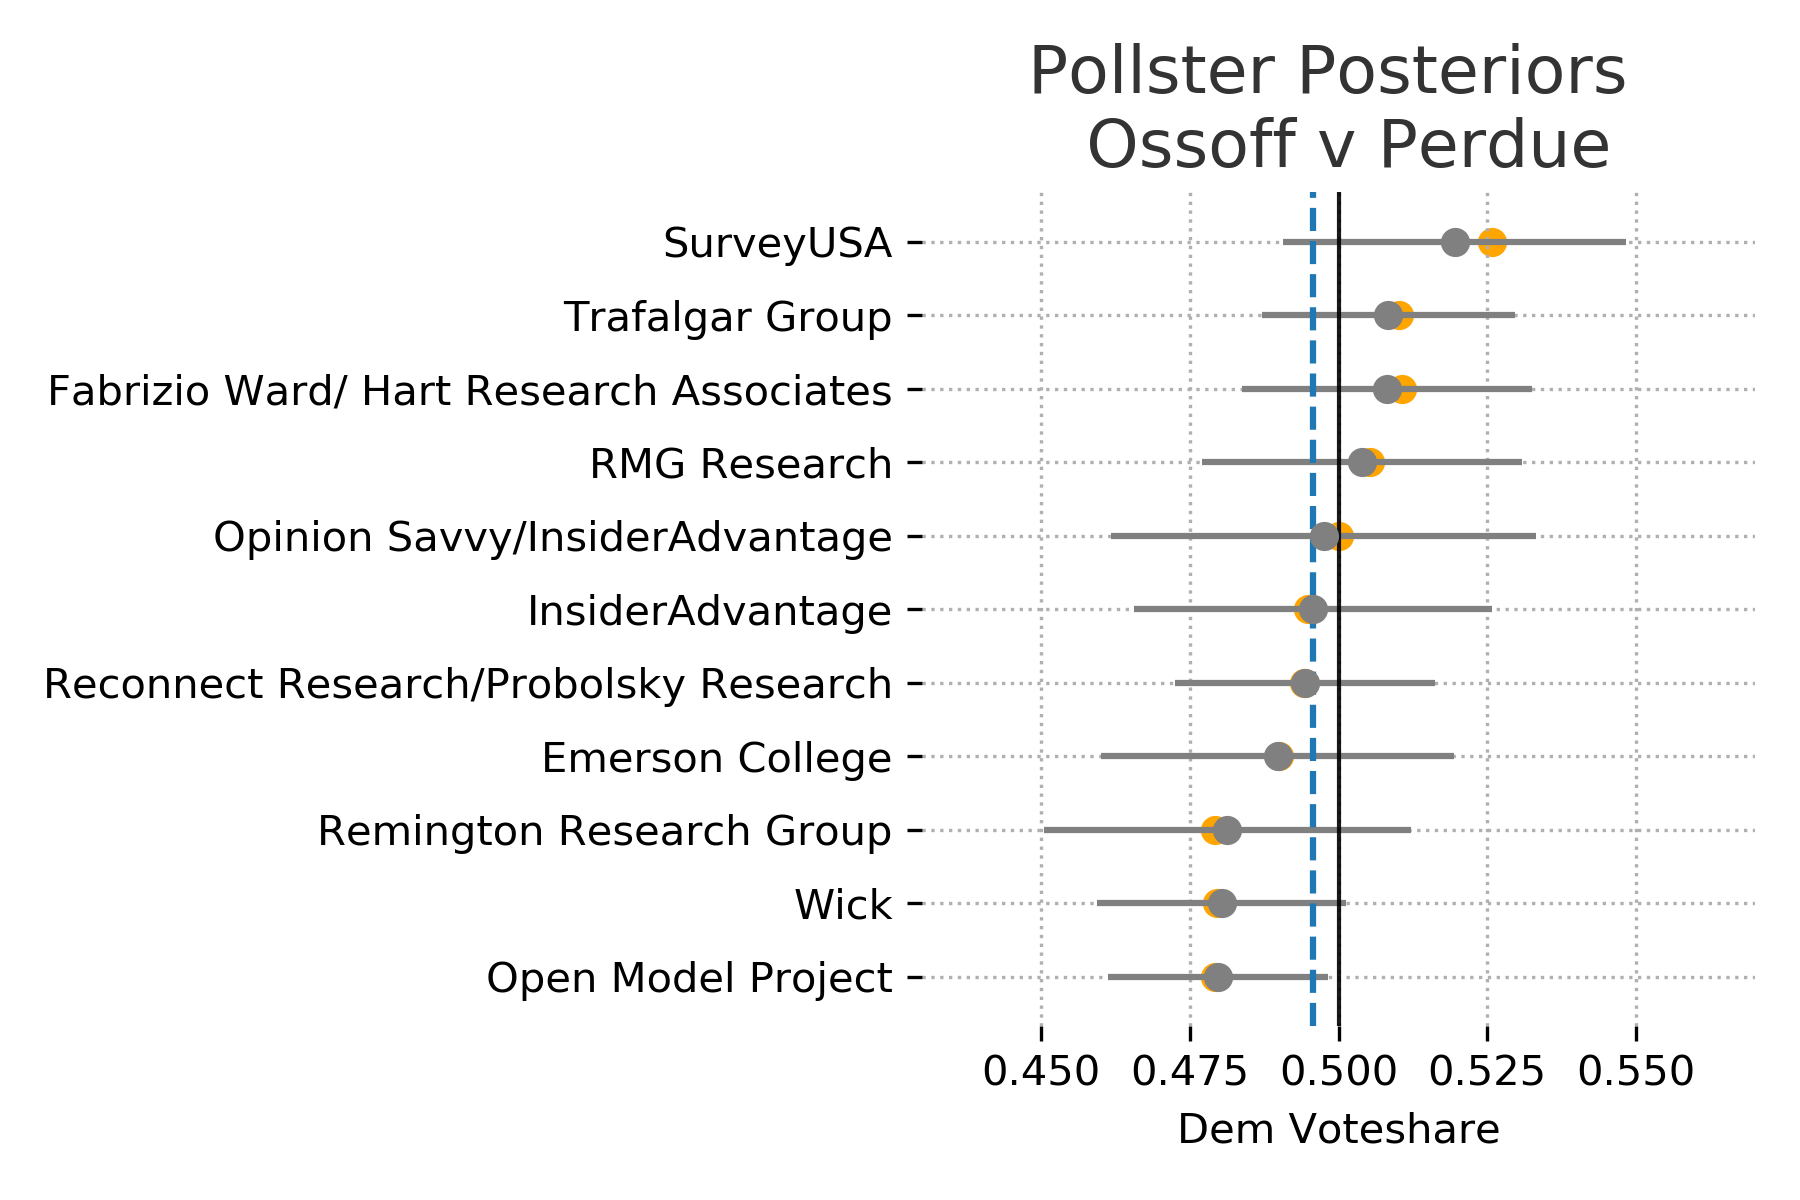 Pollster Posteriors
Ossoff v Perdue
SurveyUSA
Trafalgar Group
Fabrizio Ward/ Hart Research Associates
RMG Research
Opinion Savvy/InsiderAdvantage
InsiderAdvantage
Reconnect Research/Probolsky Research
Emerson College
Remington Research Group
Wick
Open Model Project
0.450 0.475 0.500 0.525 0.550
Dem Voteshare